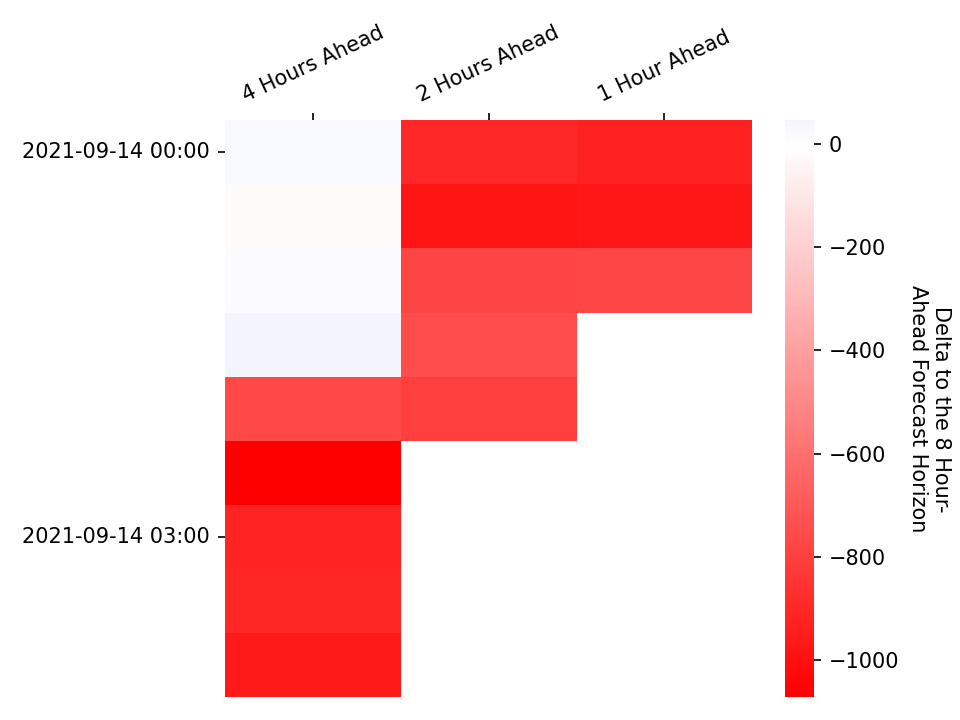 4 Hours Ahead
2 Hours Ahead
1 Hour Ahead
2021-09-14 00:00
2021-09-14 03:00
0
−200
−400
−600
−800
−1000
Delta to the 8 Hour-
Ahead Forecast Horizon